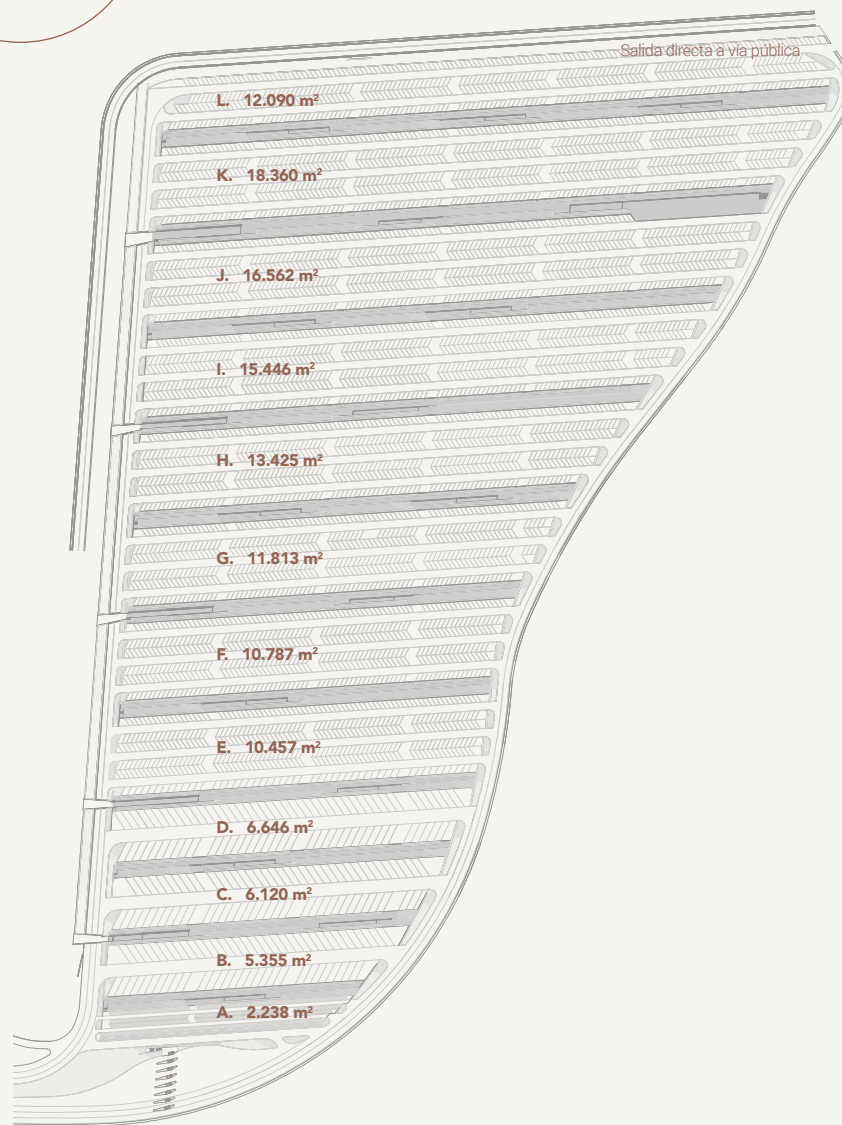 Salida directa a vía pública
L. 12.090 m²
K. 18.360 m²
J. 16.562 m²
I. 15.446 m²
H. 13.425 m²
G. 11.813 m²
F. 10.787 m²
E. 10.457 m²
D. 6.646 m²
C. 6.120 m²
B. 5.355 m²
A. 2.238 m²